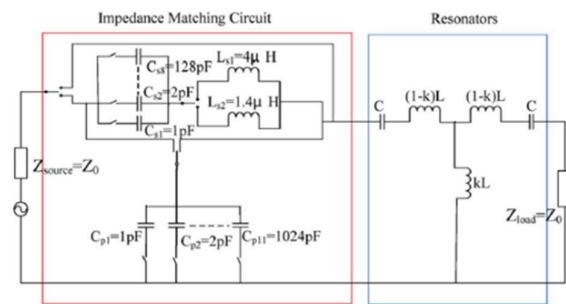 Impedance Matching Circuit
Resonators
Ls1=4μ H
Cs8=128pF
Cs2=2pF
Ls2=1.4μ H
Cs1=1pF
C
(1-k)L
(1-k)L
C
Zsource=Z0
kL
Zload=Z0
Cp1=1pF
Cp2=2pF
Cp11=1024pF